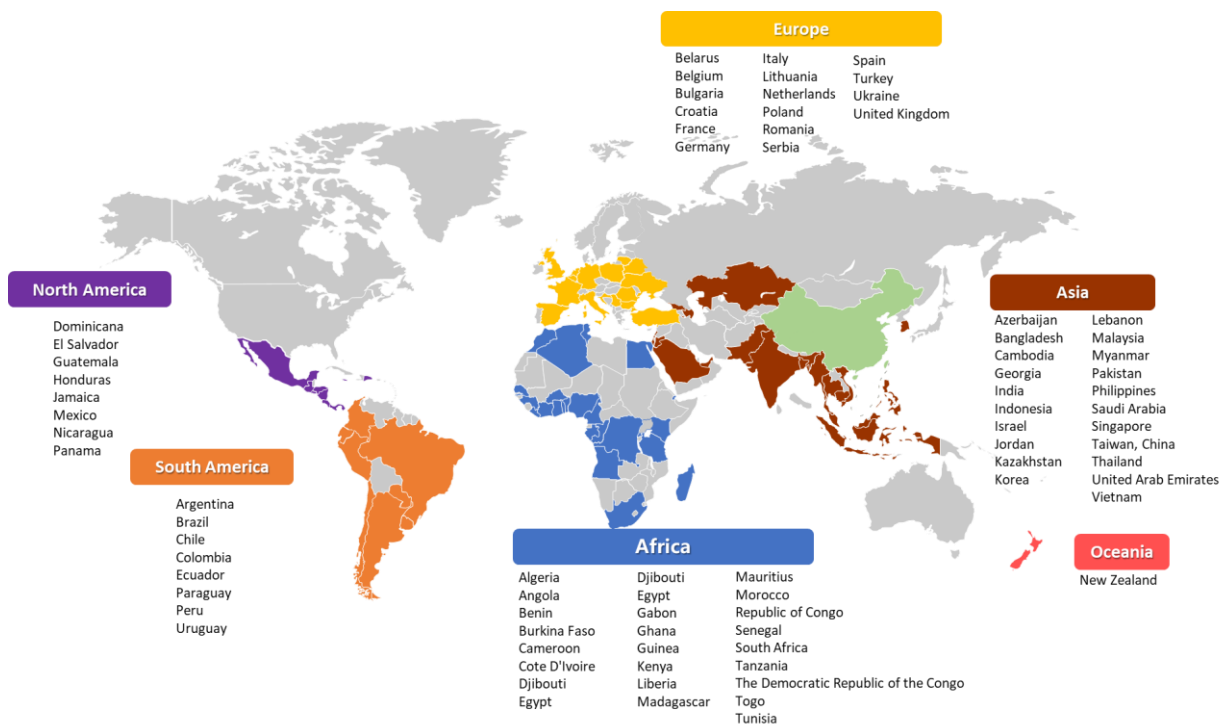 Europe
Belarus
Belgium
Bulgaria
Croatia
France
Germany
Italy
Lithuania
Netherlands
Poland
Romania
Serbia
Spain
Turkey
Ukraine
United Kingdom
North America
Dominicana
El Salvador
Guatemala
Honduras
Jamaica
Mexico
Nicaragua
Panama
South America
Argentina
Brazil
Chile
Colombia
Ecuador
Paraguay
Peru
Uruguay
Africa
Algeria
Angola
Benin
Burkina Faso
Cameroon
Cote D'Ivoire
Djibouti
Egypt
Djibouti
Egypt
Gabon
Ghana
Guinea
Kenya
Liberia
Madagascar
Mauritius
Morocco
Republic of Congo
Senegal
South Africa
Tanzania
The Democratic Republic of the Congo
Togo
Tunisia
Asia
Azerbaijan
Bangladesh
Cambodia
Georgia
India
Indonesia
Israel
Jordan
Kazakhstan
Korea
Lebanon
Malaysia
Myanmar
Pakistan
Philippines
Saudi Arabia
Singapore
Taiwan, China
Thailand
United Arab Emirates
Vietnam
Oceania
New Zealand